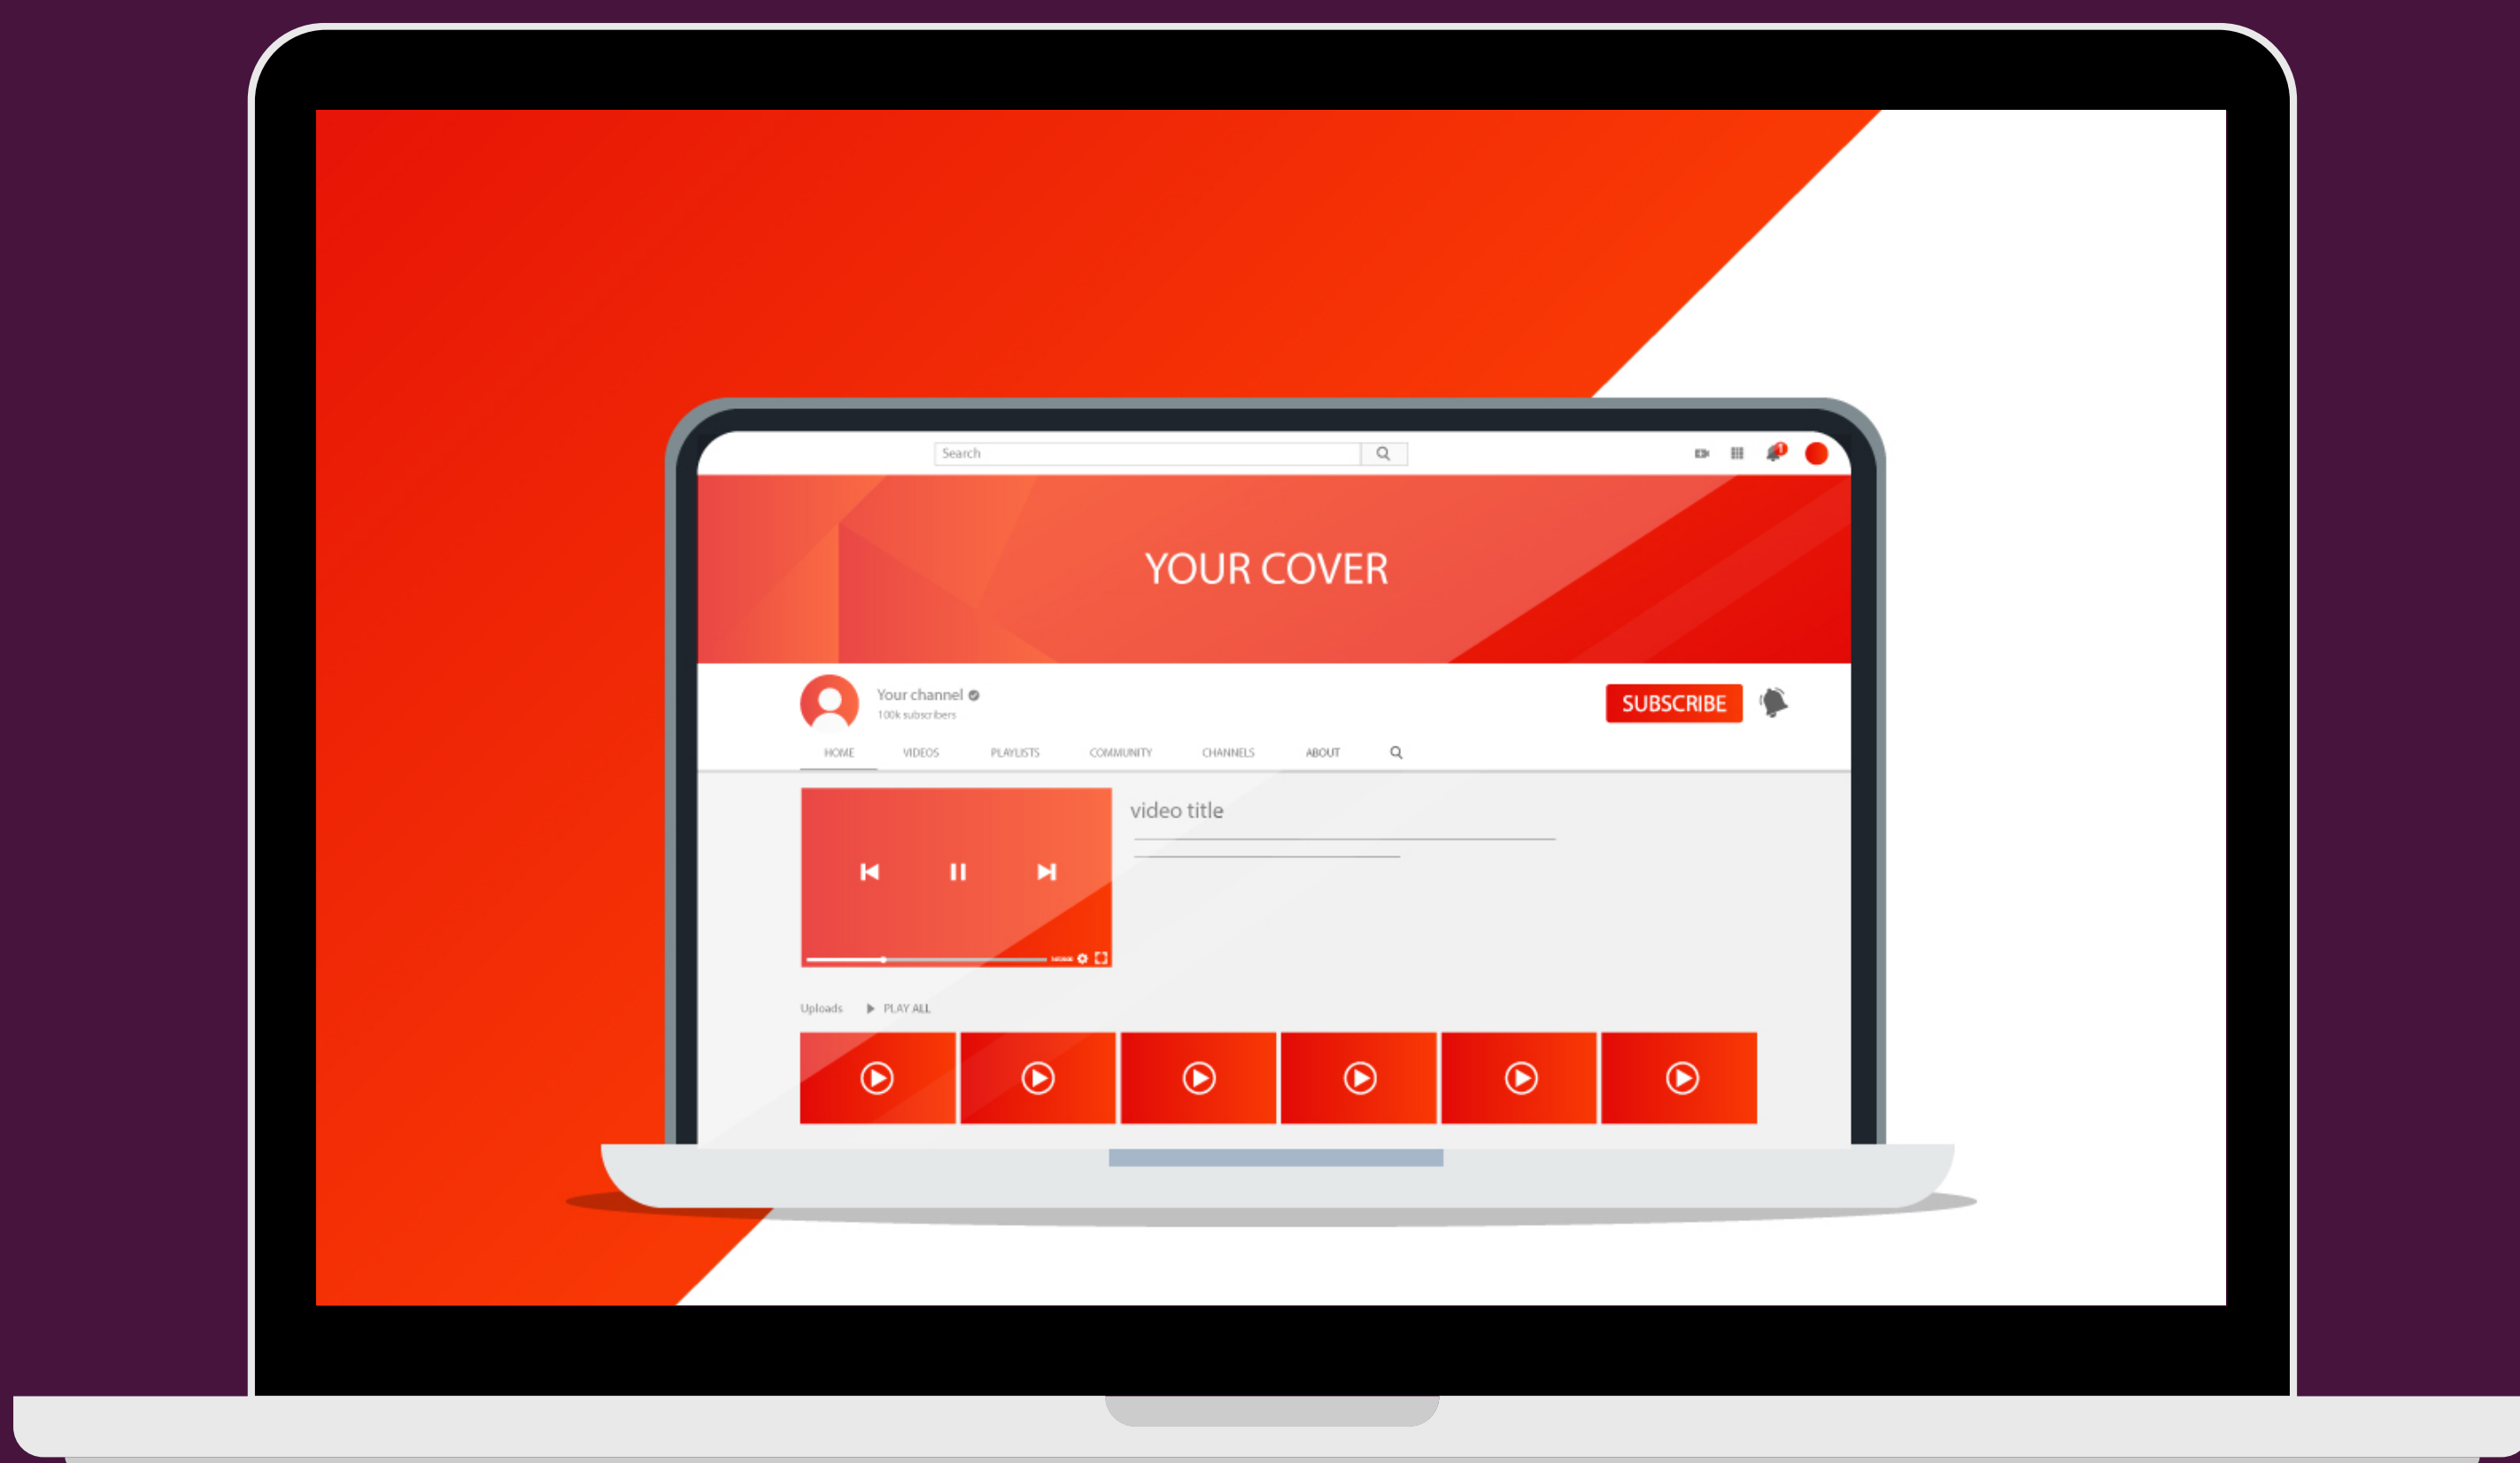 Search
1
YOUR COVER
Your channel
100k subscribers
SUBSCRIBE
HOME VIDEOS PLAYLISTS COMMUNITY CHANNELS ABOUT
video title
Uploads PLAY ALL